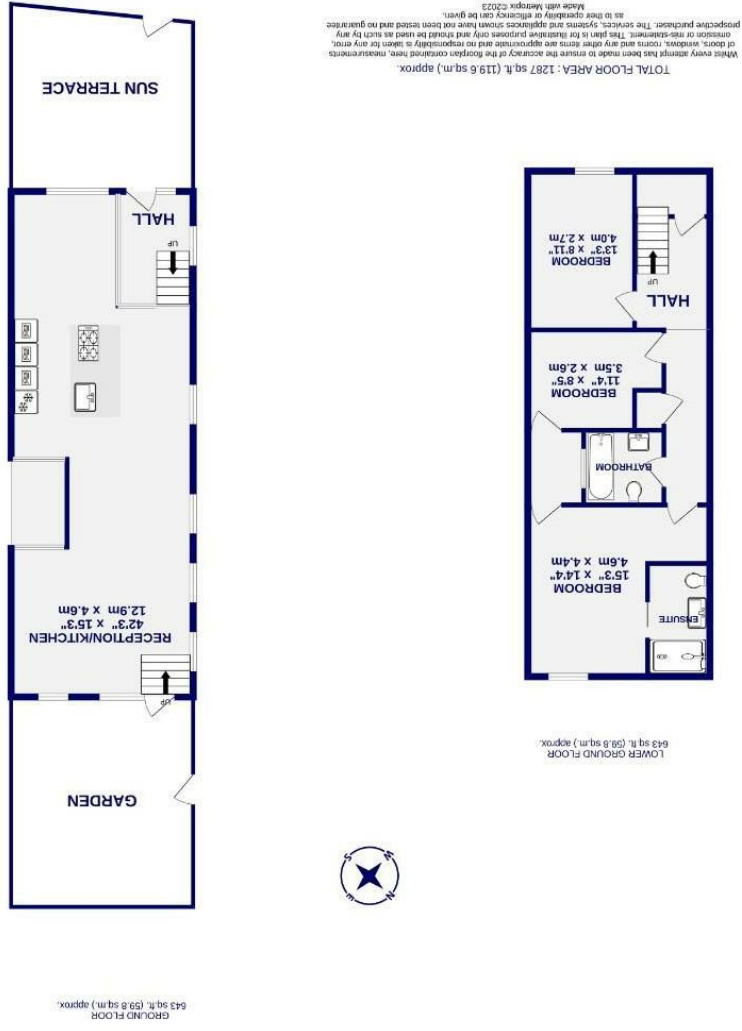 LOWER GROUND FLOOR
643 sq.ft. (59.8 sq.m.) approx.
ENSUITE
BEDROOM
15'3" x 14'4"
4.6m x 4.4m
BATHROOM
BEDROOM
11'4" x 8'5"
3.5m x 2.6m
HALL
UP
BEDROOM
13'3" x 8'11"
4.0m x 2.7m
N
E
S
W
GROUND FLOOR
643 sq.ft. (59.8 sq.m.) approx.
GARDEN
UP
RECEPTION/KITCHEN
42'3" x 15'3"
12.9m x 4.6m
UP
HALL
SUN TERRACE
TOTAL FLOOR AREA : 1287 sq.ft. (119.6 sq.m.) approx.
Whilst every attempt has been made to ensure the accuracy of the floorplan contained here, measurements
of doors, windows, rooms and any other items are approximate and no responsibility is taken for any error,
omission or mis-statement. This plan is for illustrative purposes only and should be used as such by any
prospective purchaser. The services, systems and appliances shown have not been tested and no guarantee
as to their operability or efficiency can be given.
Made with Metropix ©2023